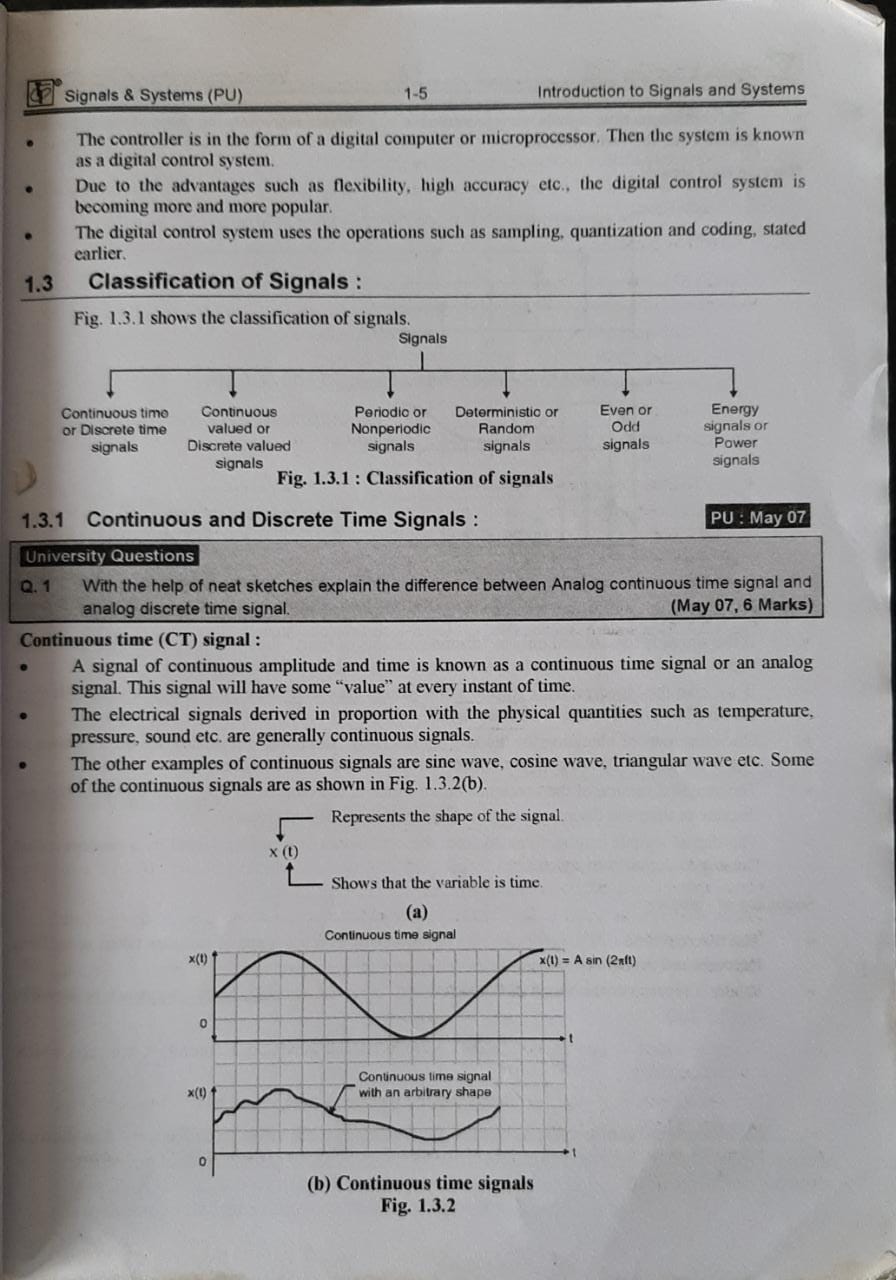 Signals & Systems (PU) 1-5 Introduction to Signals and Systems
• The controller is in the form of a digital computer or microprocessor. Then the system is known
as a digital control system.
• Due to the advantages such as flexibility, high accuracy etc., the digital control system is
becoming more and more popular.
• The digital control system uses the operations such as sampling, quantization and coding, stated
earlier.
1.3 Classification of Signals :
Fig. 1.3.1 shows the classification of signals.
Signals
Continuous time
or Discrete time
signals
Continuous
valued or
Discrete valued
signals
Periodic or
Nonperiodic
signals
Deterministic or
Random
signals
Even or
Odd
signals
Energy
signals or
Power
signals
Fig. 1.3.1 : Classification of signals
1.3.1 Continuous and Discrete Time Signals : PU : May 07
University Questions
Q. 1 With the help of neat sketches explain the difference between Analog continuous time signal and
analog discrete time signal. (May 07, 6 Marks)
Continuous time (CT) signal :
• A signal of continuous amplitude and time is known as a continuous time signal or an analog
signal. This signal will have some “value” at every instant of time.
• The electrical signals derived in proportion with the physical quantities such as temperature,
pressure, sound etc. are generally continuous signals.
• The other examples of continuous signals are sine wave, cosine wave, triangular wave etc. Some
of the continuous signals are as shown in Fig. 1.3.2(b).
Represents the shape of the signal.
x (t)
Shows that the variable is time.
(a)
Continuous time signal
x(t)
x(t) = A sin (2πft)
0
t
Continuous time signal
with an arbitrary shape
x(t)
0
t
(b) Continuous time signals
Fig. 1.3.2